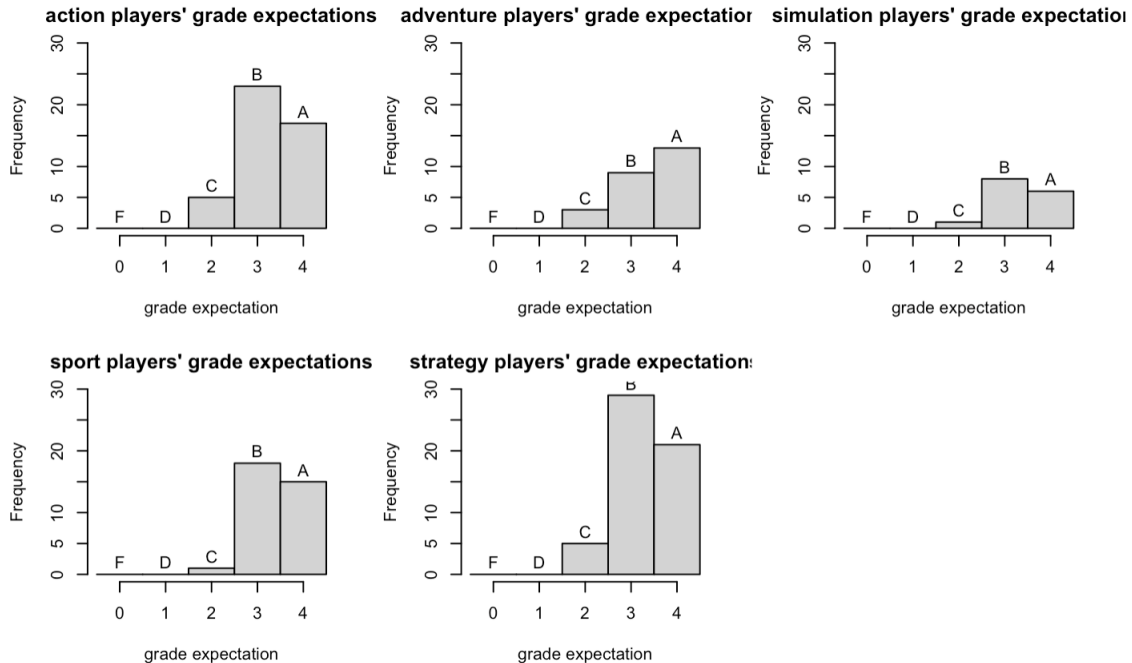 action players' grade expectations
30
20
10
5
0
Frequency
F
D
C
B
A
0 1 2 3 4
grade expectation
adventure players' grade expectation
30
20
10
5
0
Frequency
F
D
C
B
A
0 1 2 3 4
grade expectation
simulation players' grade expectatio
30
20
10
5
0
Frequency
F
D
C
B
A
0 1 2 3 4
grade expectation
sport players' grade expectations
30
20
10
5
0
Frequency
F
D
C
B
A
0 1 2 3 4
grade expectation
strategy players' grade expectations
30
20
10
5
0
Frequency
F
D
C
B
A
0 1 2 3 4
grade expectation